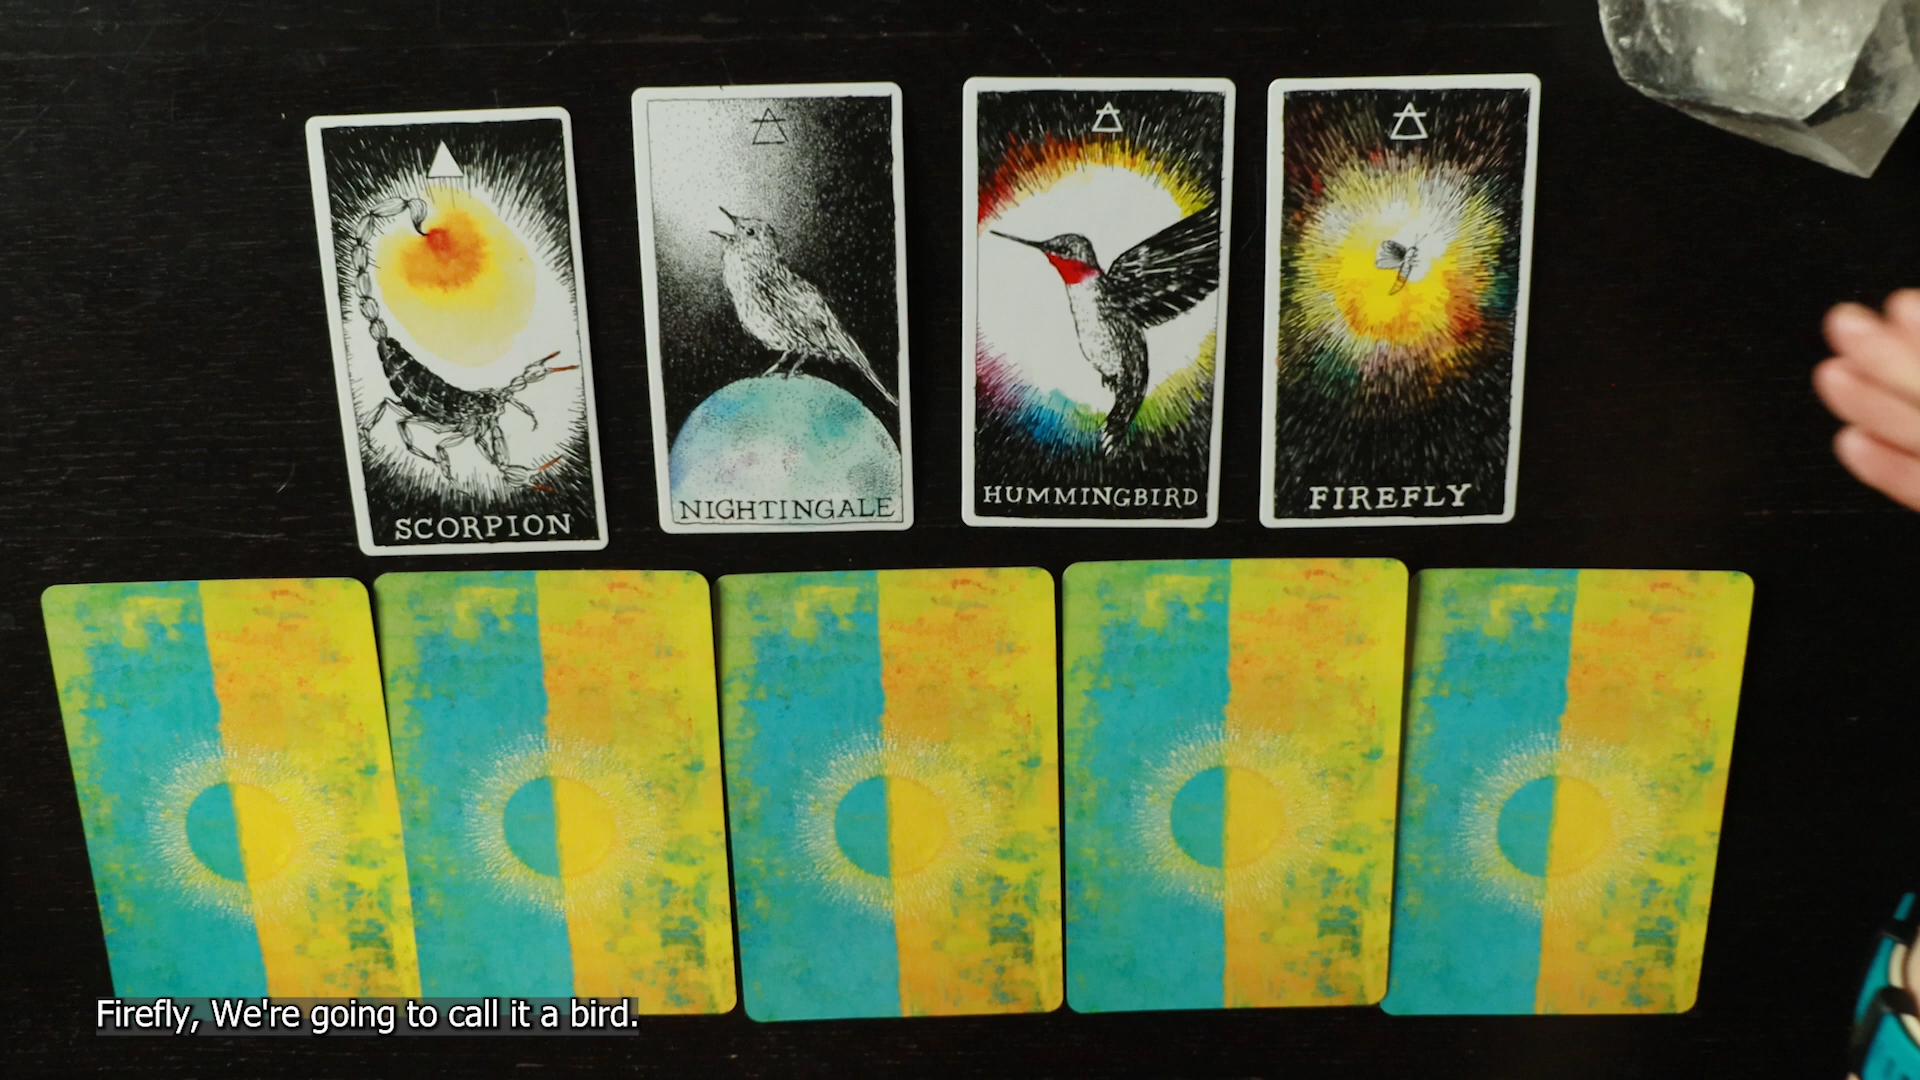 SCORPION
NIGHTINGALE
HUMMINGBIRD
FIREFLY
Firefly, We're going to call it a bird.